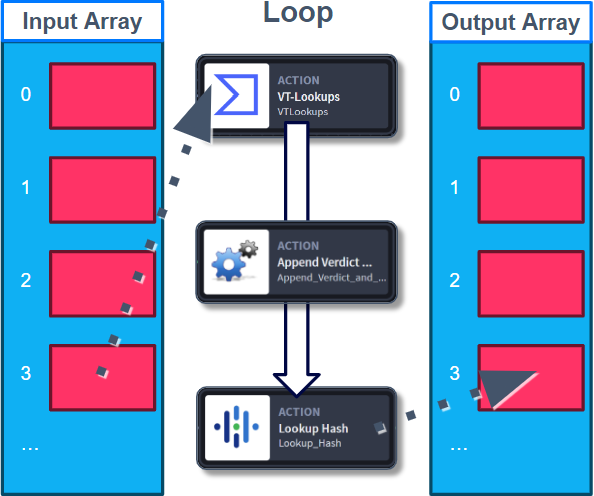 Input Array
Loop
Output Array
0
1
2
3
...
ACTION
VT-Lookups
VTLookups
ACTION
Append Verdict ...
Append_Verdict_and_...
ACTION
Lookup Hash
Lookup_Hash
0
1
2
3
...